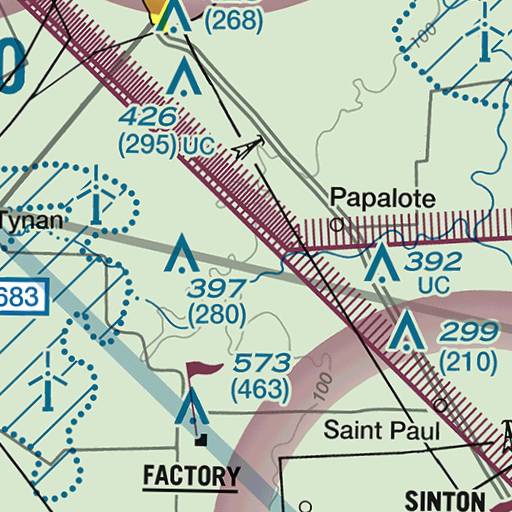 (268)
100
0
426
(295) UC
Papalote
Tynan
392
UC
397
(280)
683
299
(210)
573
(463)
100
Saint Paul
FACTORY
SINTON